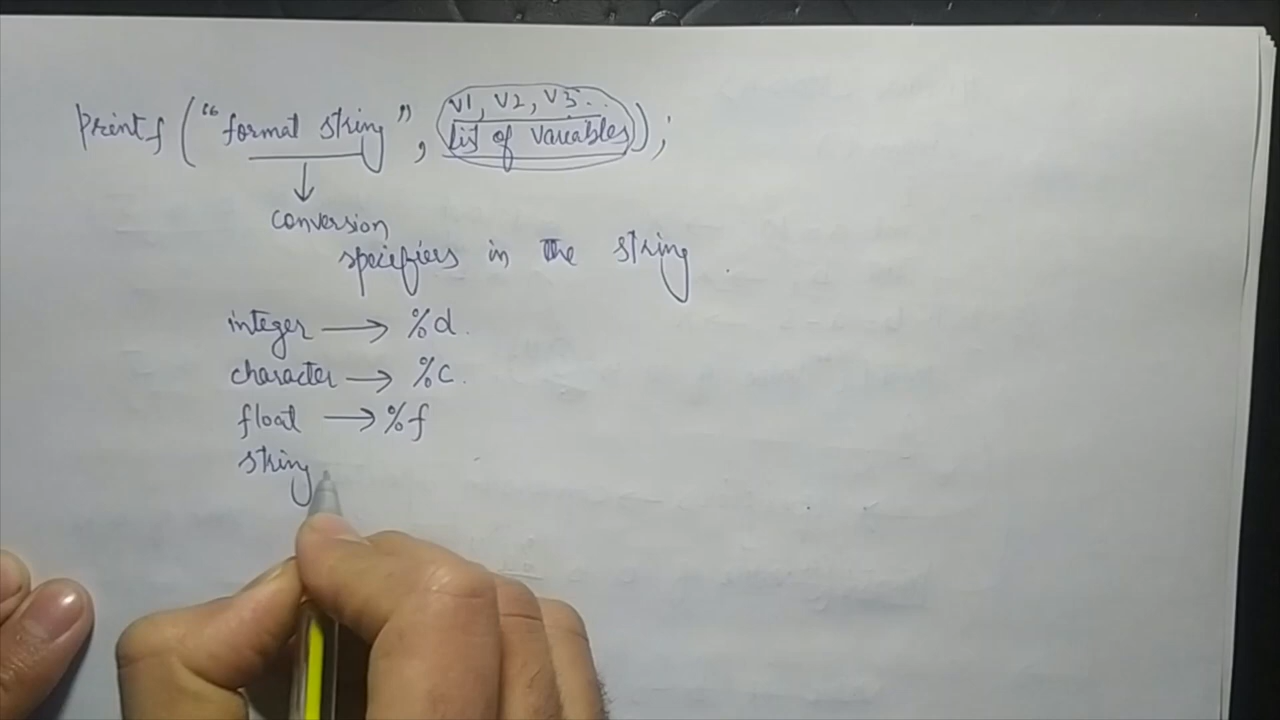 printf ("format string", v1, v2, v3...
list of variables));
conversion
specifiers in the string.
integer → %d.
character → %c.
float → %f
string